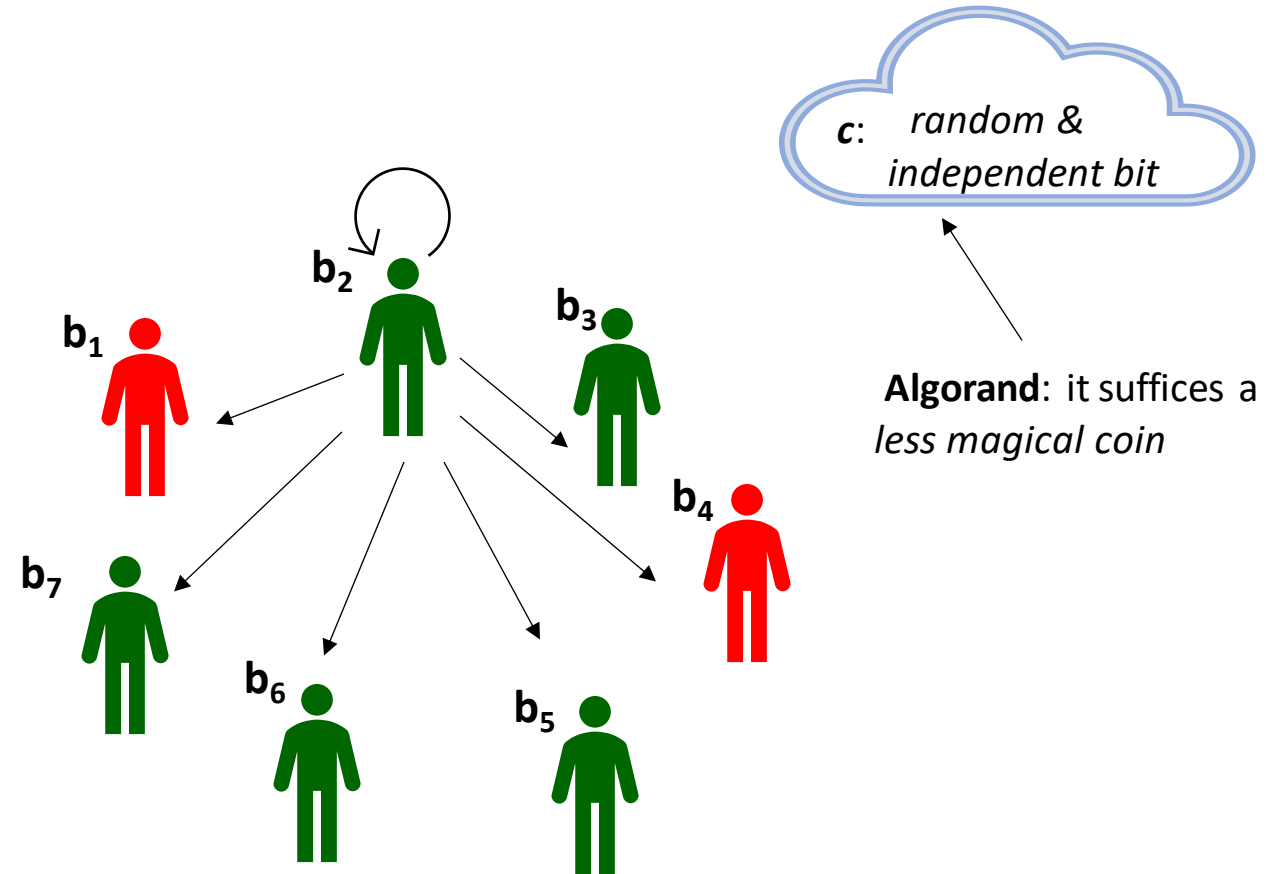 c: random &
independent bit
b₂
b₃
b₁
Algorand: it suffices a
less magical coin
b₄
b₇
b₆
b₅